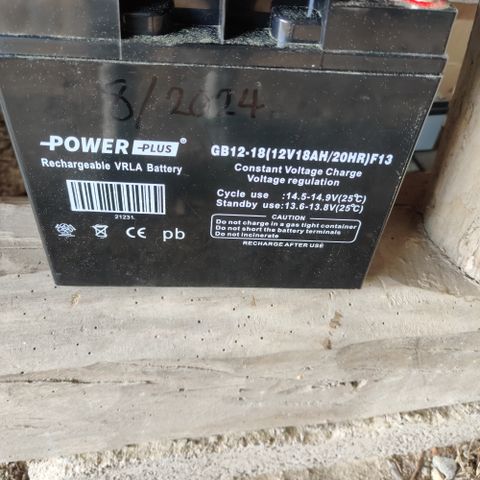 8/2024
POWER PLUS ®
Rechargeable VRLA Battery
21231
GB12-18(12V18AH/20HR)F13
Constant Voltage Charge
Voltage regulation
Cycle use :14.5-14.9V(25℃)
Standby use:13.6-13.8V(25℃)
CAUTION
Do not charge in a gas tight container
Do not short the battery terminals
Do not incinerate
RECHARGE AFTER USE
CE pb